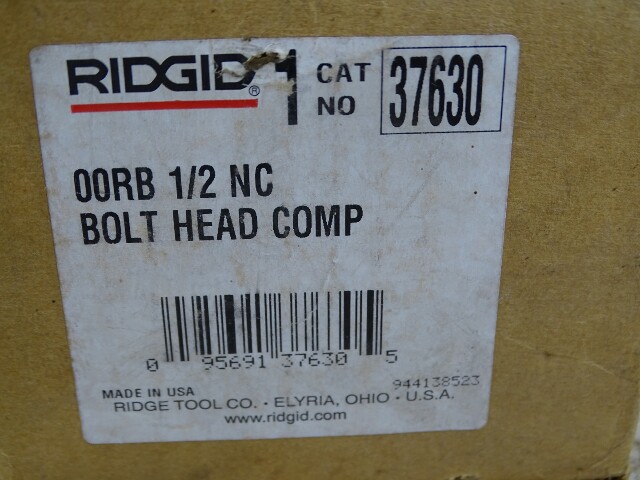 RIDGID® 1 CAT NO 37630
00RB 1/2 NC
BOLT HEAD COMP
0 95691 37630 5
944138523
MADE IN USA
RIDGE TOOL CO. · ELYRIA, OHIO · U.S.A.
www.ridgid.com